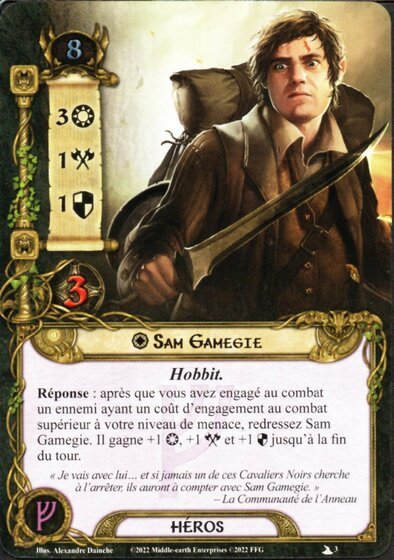 8
3
1
1
3
SAM GAMEGIE
Hobbit.
Réponse : après que vous avez engagé au combat
un ennemi ayant un coût d'engagement au combat
supérieur à votre niveau de menace, redressez Sam
Gamegie. Il gagne +1 , +1 et +1 jusqu'à la fin
du tour.
« Je vais avec lui… et si jamais un de ces Cavaliers Noirs cherche
à l'arrêter, ils auront à compter avec Sam Gamegie. »
– La Communauté de l'Anneau
HÉROS
Illus. Alexandre Dainche ©2022 Middle-earth Enterprises ©2022 FFG 3